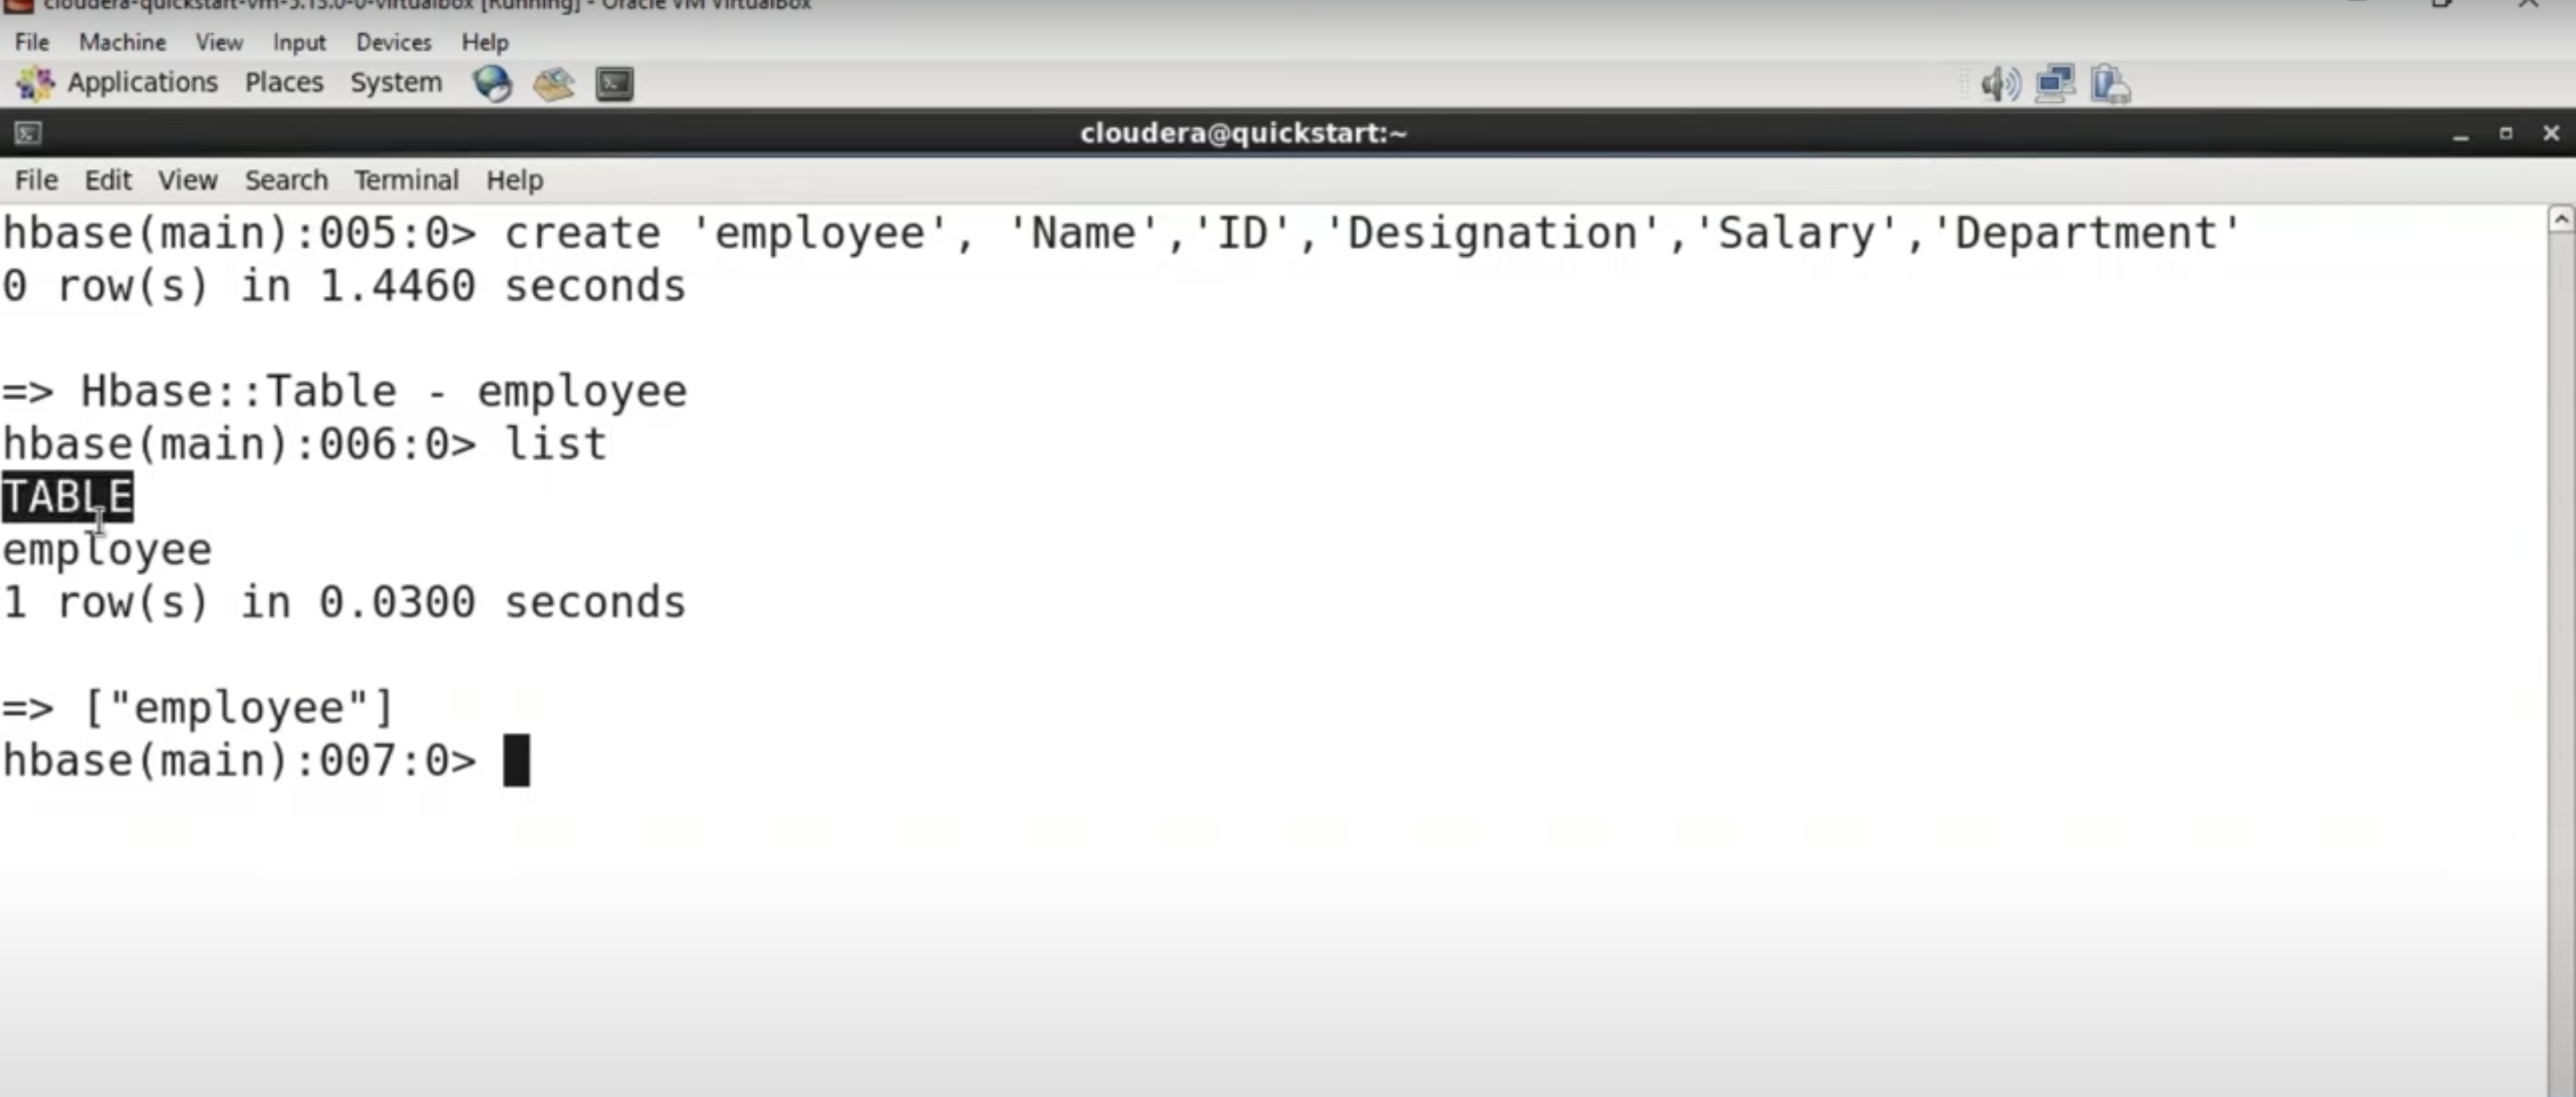 cloudera-quickstart-vm-5.13.0-0-virtualbox [Running] - Oracle VM VirtualBox
File Machine View Input Devices Help
Applications Places System
cloudera@quickstart:~
File Edit View Search Terminal Help
hbase(main):005:0> create 'employee', 'Name','ID','Designation','Salary','Department'
0 row(s) in 1.4460 seconds
=> Hbase::Table - employee
hbase(main):006:0> list
TABLE
employee
1 row(s) in 0.0300 seconds
=> ["employee"]
hbase(main):007:0>